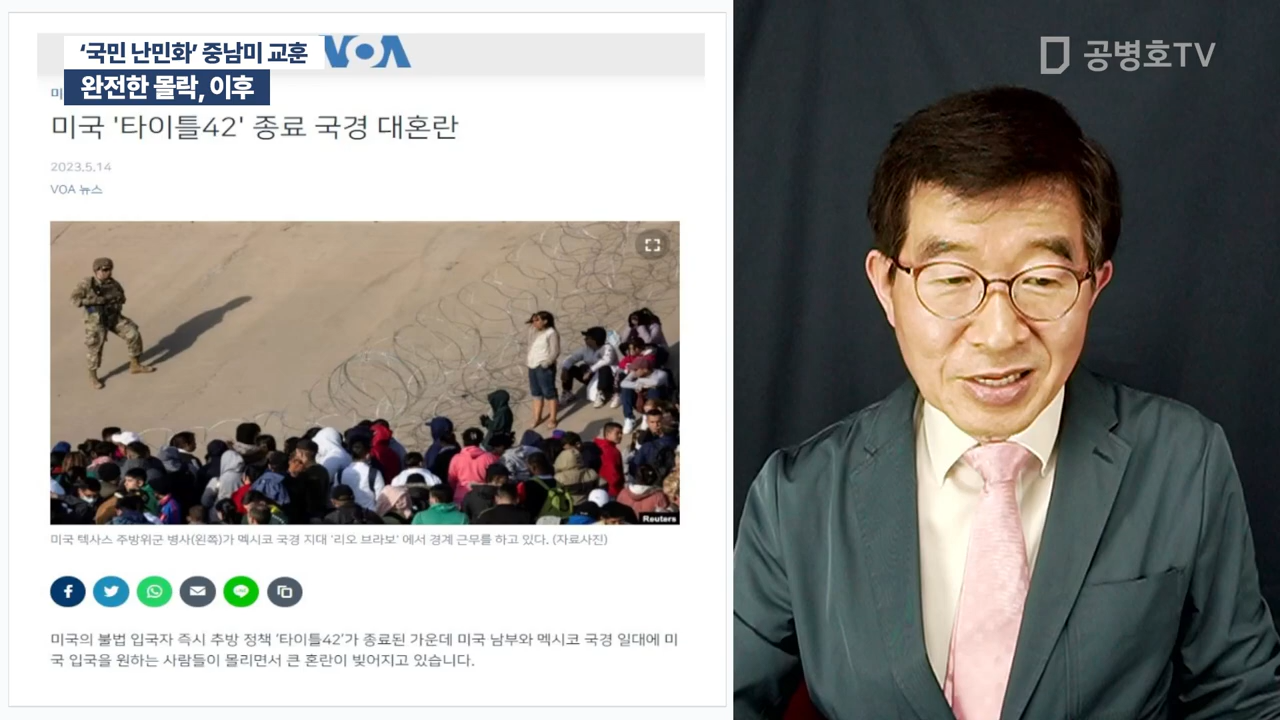 '국민 난민화' 중남미 교훈
VOA
완전한 몰락, 이후
공병호TV
미국 '타이틀42' 종료 국경 대혼란
2023.5.14
VOA 뉴스
Reuters
미국 텍사스 주방위군 병사(왼쪽)가 멕시코 국경 지대 '리오 브라보' 에서 경계 근무를 하고 있다. (자료사진)
미국의 불법 입국자 즉시 추방 정책 '타이틀42'가 종료된 가운데 미국 남부와 멕시코 국경 일대에 미
국 입국을 원하는 사람들이 몰리면서 큰 혼란이 빚어지고 있습니다.